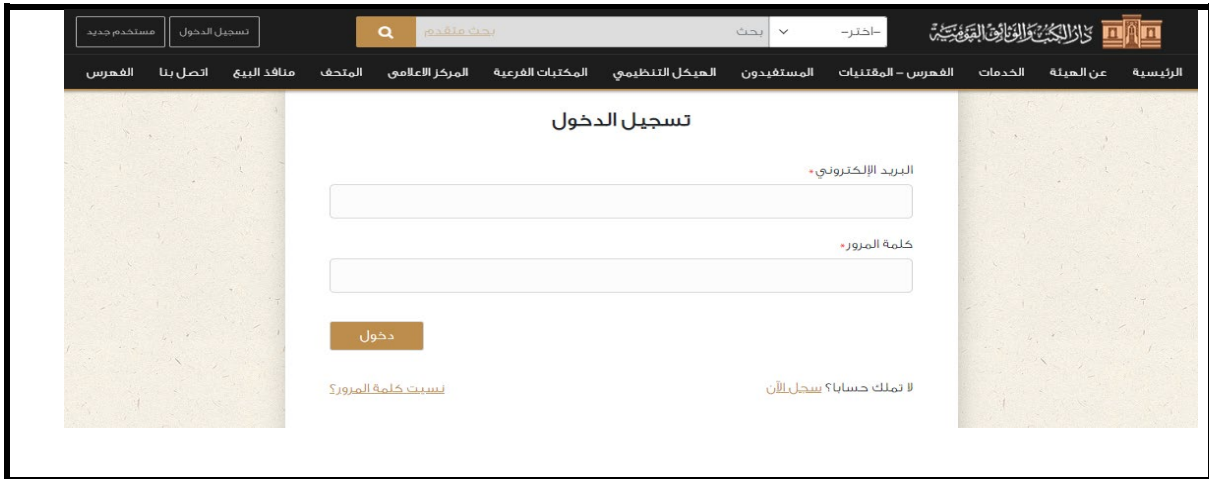 دار الكتب والوثائق القومية -اختر- بحث بحث متقدم تسجيل الدخول مستخدم جديد
الرئيسية عن الهيئة الخدمات الفهرس – المقتنيات المستفيدون الهيكل التنظيمي المكتبات الفرعية المركز الاعلامى المتحف منافذ البيع اتصل بنا الفهرس
تسجيل الدخول
البريد الإلكتروني*
كلمة المرور*
دخول
لا تملك حسابا؟ سجل الآن نسيت كلمة المرور؟